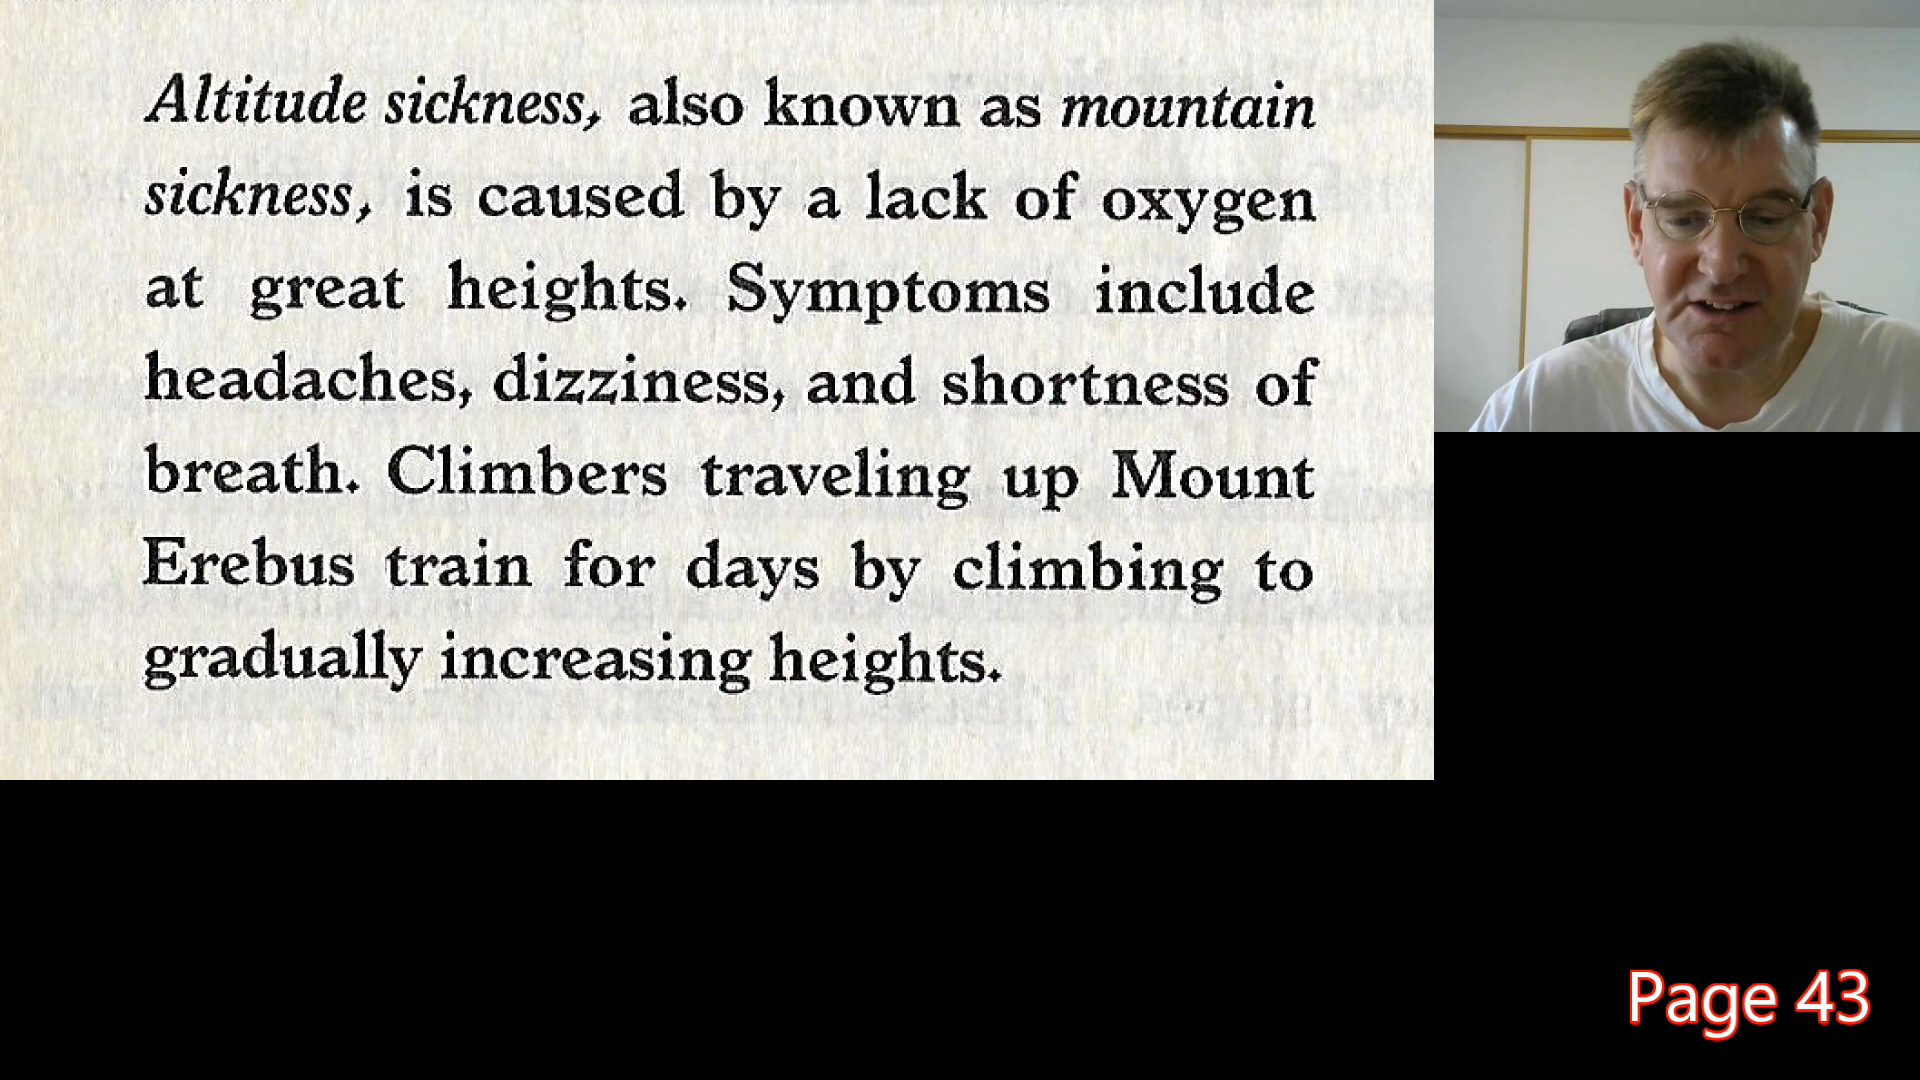 Altitude sickness, also known as mountain
sickness, is caused by a lack of oxygen
at great heights. Symptoms include
headaches, dizziness, and shortness of
breath. Climbers traveling up Mount
Erebus train for days by climbing to
gradually increasing heights.
Page 43